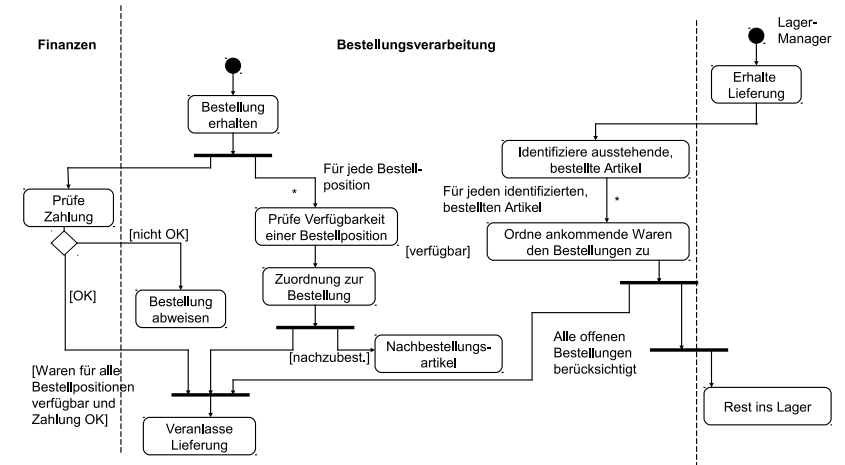 Finanzen
Bestellungsverarbeitung
Lager-
Manager
Bestellung
erhalten
Erhalte
Lieferung
Für jede Bestell-
position
*
Identifiziere ausstehende,
bestellte Artikel
Für jeden identifizierten,
bestellten Artikel
*
Prüfe
Zahlung
Prüfe Verfügbarkeit
einer Bestellposition
[verfügbar]
Ordne ankommende Waren
den Bestellungen zu
[nicht OK]
[OK]
Bestellung
abweisen
Zuordnung zur
Bestellung
[nachzubest.]
Nachbestellungs-
artikel
Alle offenen
Bestellungen
berücksichtigt
[Waren für alle
Bestellpositionen
verfügbar und
Zahlung OK]
Veranlasse
Lieferung
Rest ins Lager